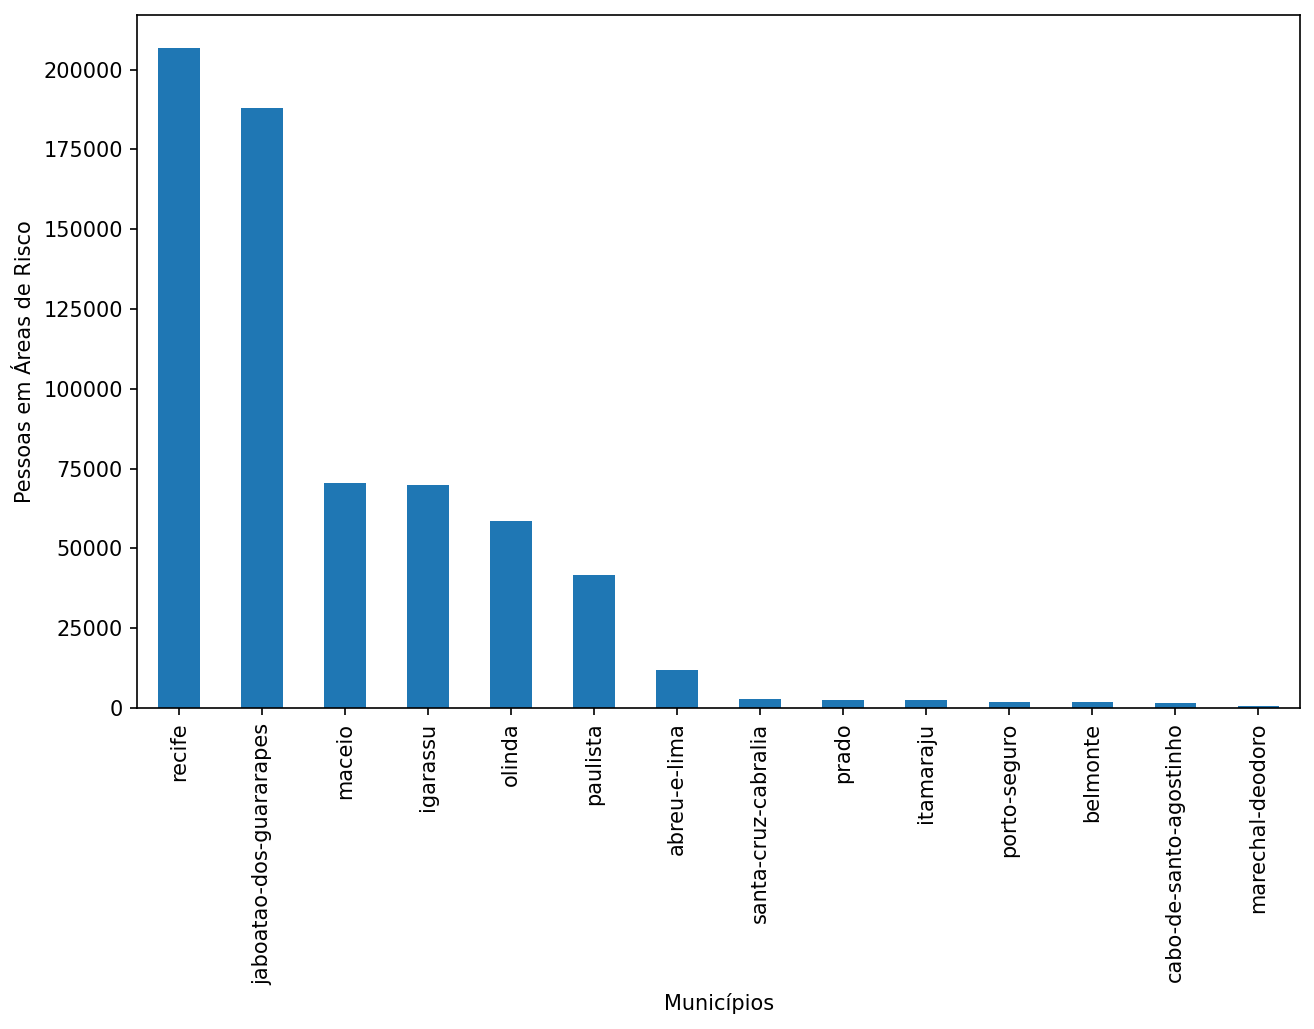 Pessoas em Áreas de Risco
200000
175000
150000
125000
100000
75000
50000
25000
0
recife
jaboatao-dos-guararapes
maceio
igarassu
olinda
paulista
abreu-e-lima
santa-cruz-cabralia
prado
itamaraju
porto-seguro
belmonte
cabo-de-santo-agostinho
marechal-deodoro
Municípios